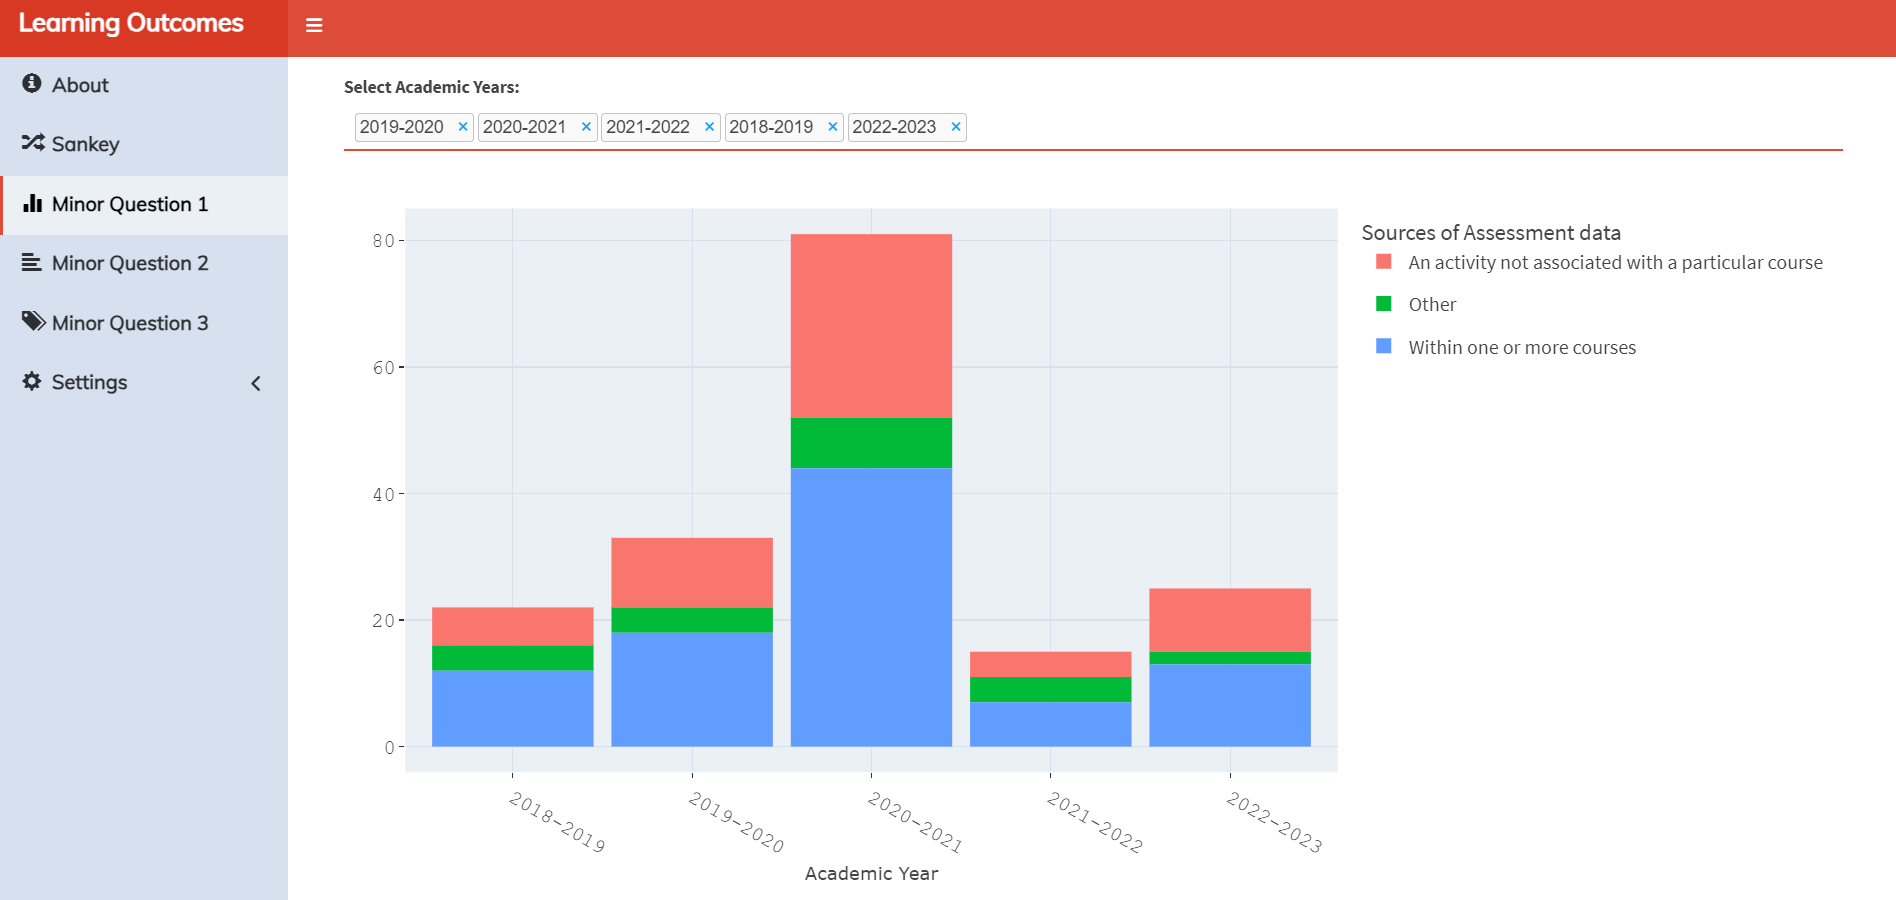 Learning Outcomes
About
Sankey
Minor Question 1
Minor Question 2
Minor Question 3
Settings
Select Academic Years:
2019-2020 × 2020-2021 × 2021-2022 × 2018-2019 × 2022-2023 ×
80
60
40
20
0
2018-2019
2019-2020
2020-2021
2021-2022
2022-2023
Academic Year
Sources of Assessment data
An activity not associated with a particular course
Other
Within one or more courses